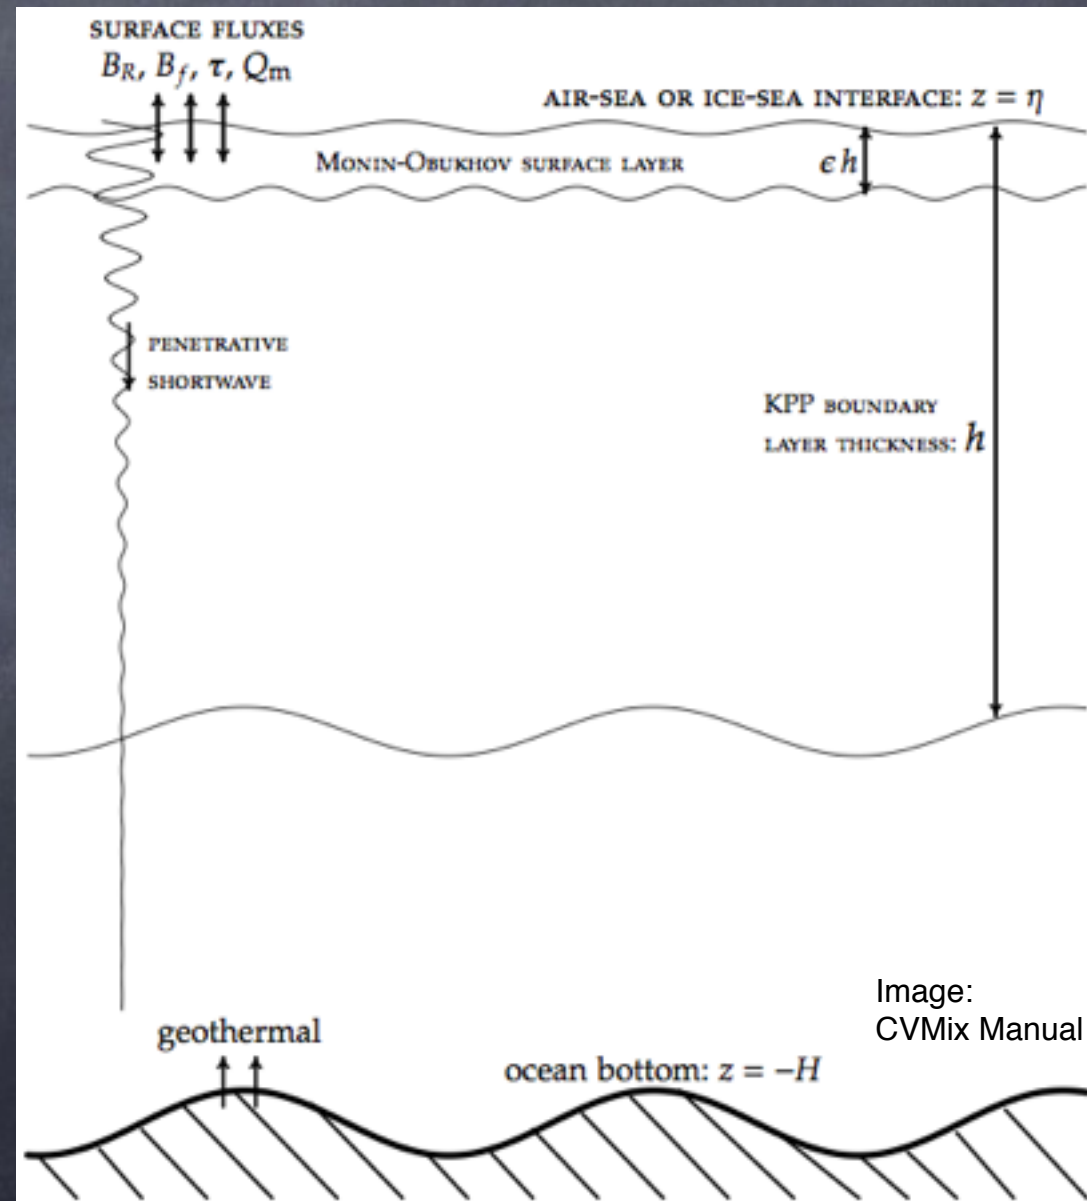 SURFACE FLUXES
B_R, B_f, τ, Q_m
AIR-SEA OR ICE-SEA INTERFACE: z = η
MONIN-OBUKHOV SURFACE LAYER
ϵ h
PENETRATIVE
SHORTWAVE
KPP BOUNDARY
LAYER THICKNESS: h
Image:
CVMix Manual
geothermal
ocean bottom: z = −H